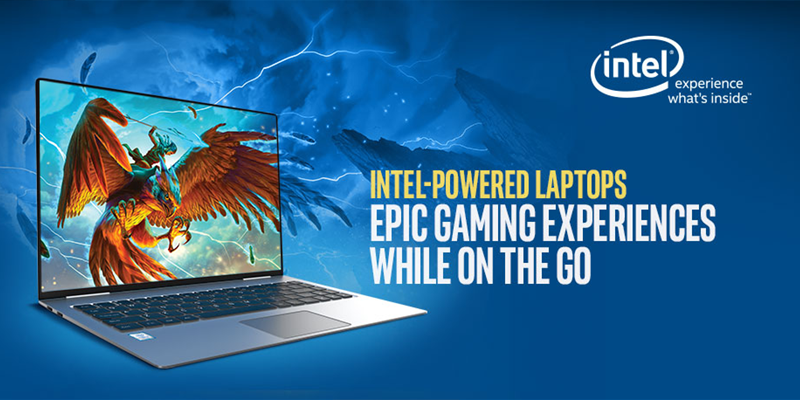 intel
experience
what's inside™
INTEL-POWERED LAPTOPS
EPIC GAMING EXPERIENCES
WHILE ON THE GO